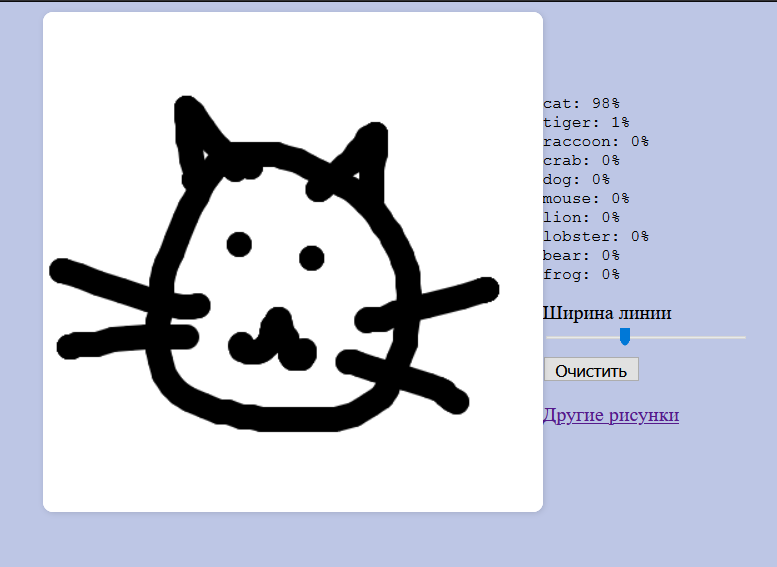 cat: 98%
tiger: 1%
raccoon: 0%
crab: 0%
dog: 0%
mouse: 0%
lion: 0%
lobster: 0%
bear: 0%
frog: 0%
Ширина линии
Очистить
Другие рисунки